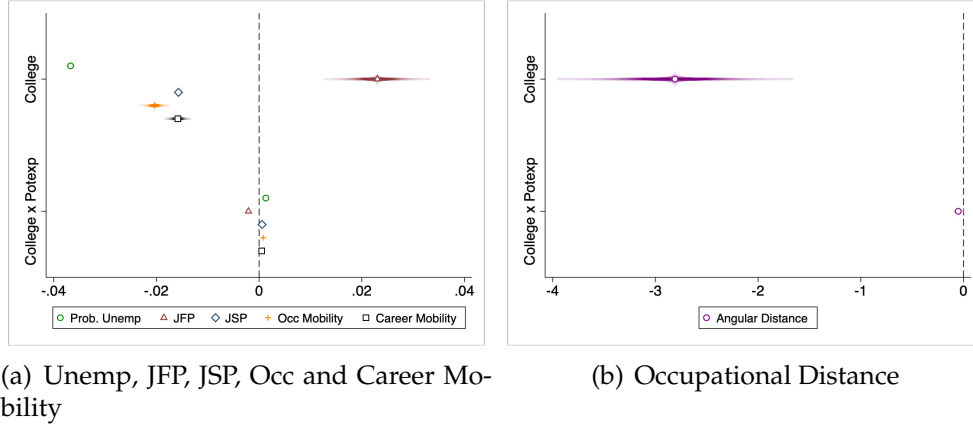 College
College x Potexp
-.04 -.02 0 .02 .04
Prob. Unemp JFP JSP Occ Mobility Career Mobility
(a) Unemp, JFP, JSP, Occ and Career Mo-
bility
College
College x Potexp
-4 -3 -2 -1 0
Angular Distance
(b) Occupational Distance